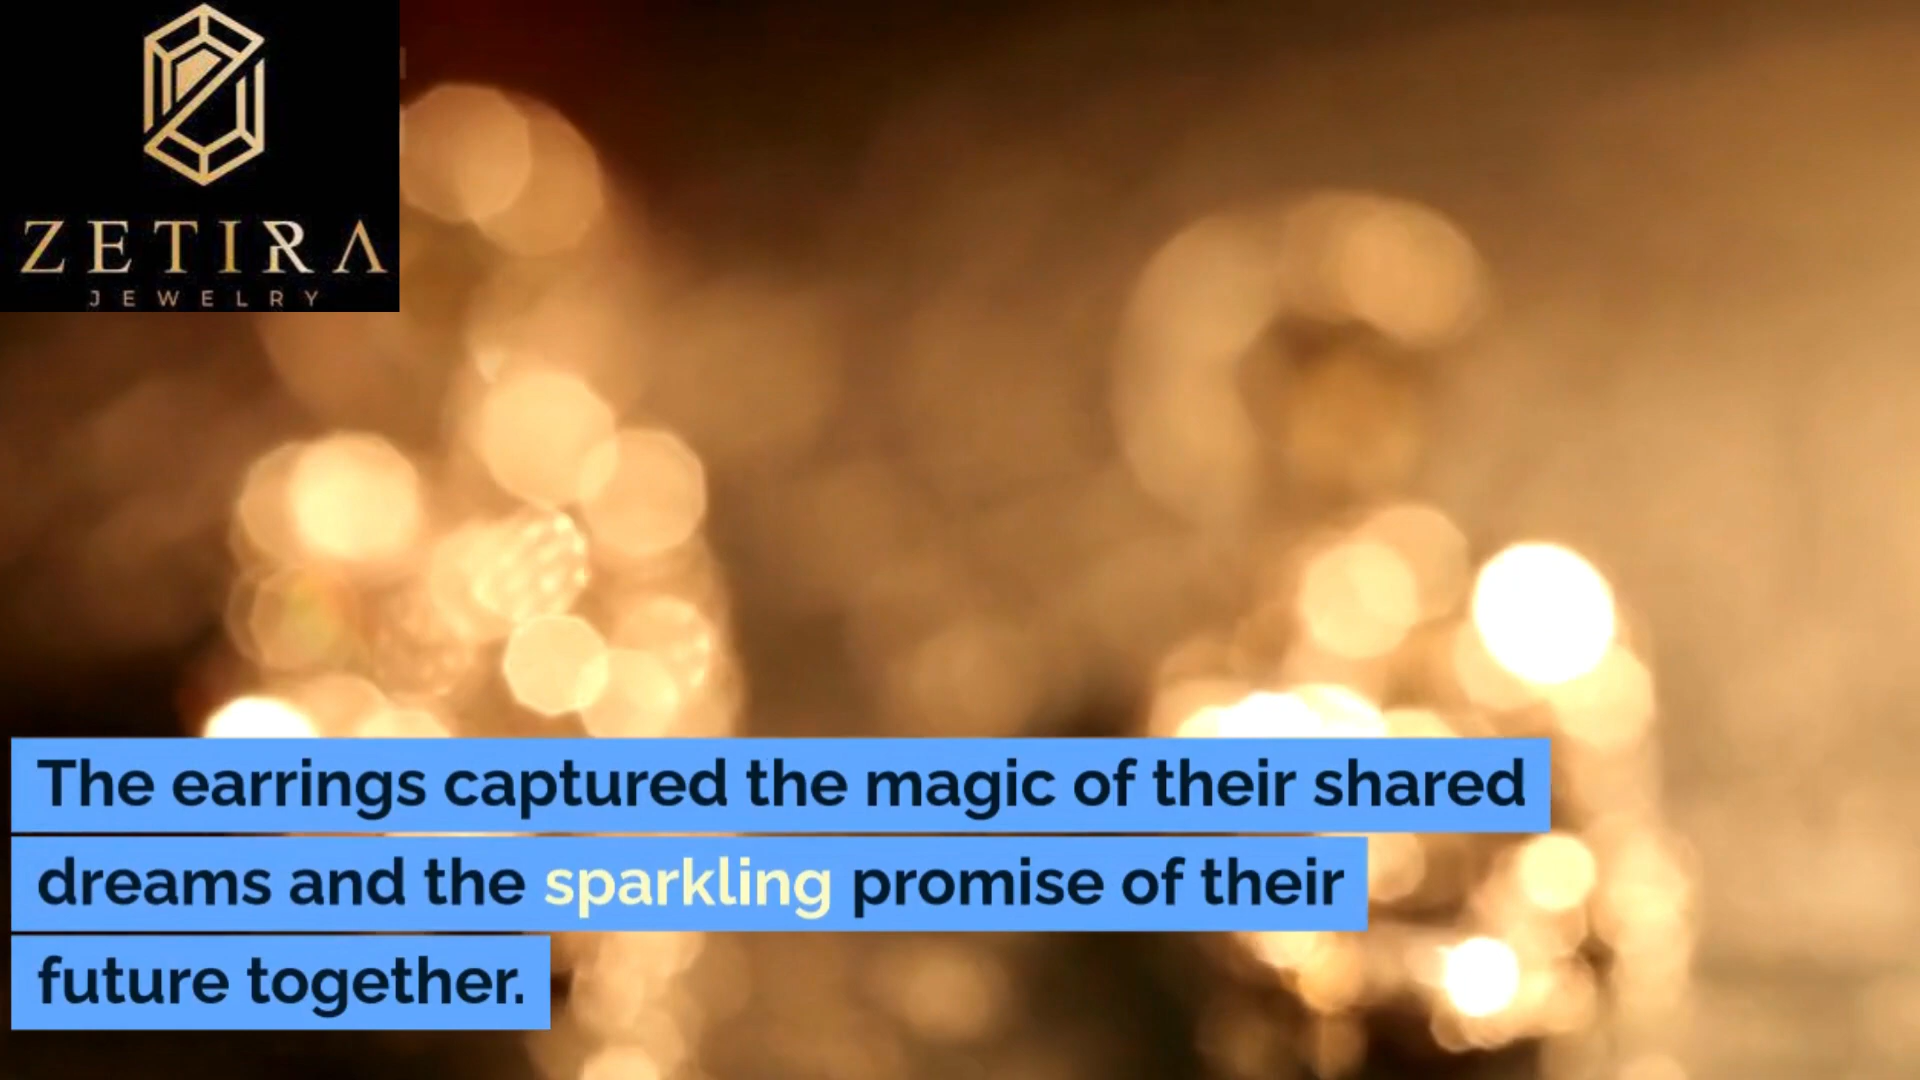 ZETIRA
JEWELRY
The earrings captured the magic of their shared
dreams and the sparkling promise of their
future together.